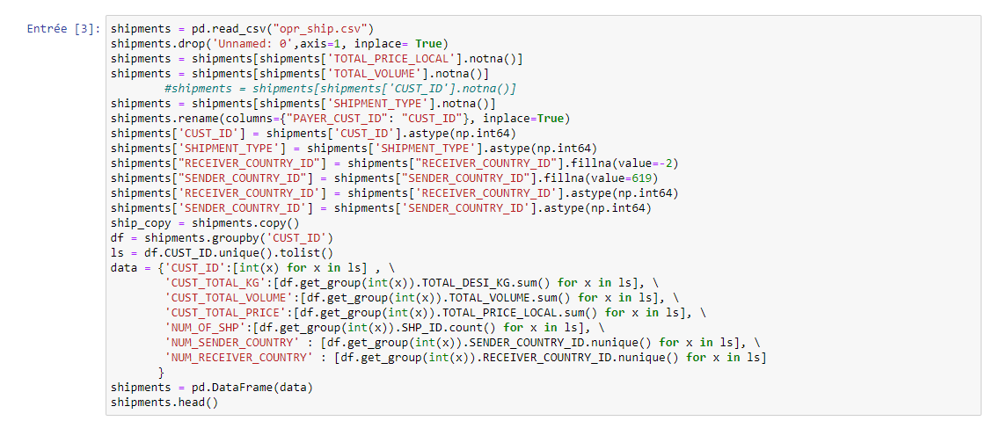 Entrée [3]: shipments = pd.read_csv("opr_ship.csv")
shipments.drop('Unnamed: 0',axis=1, inplace= True)
shipments = shipments[shipments['TOTAL_PRICE_LOCAL'].notna()]
shipments = shipments[shipments['TOTAL_VOLUME'].notna()]
        #shipments = shipments[shipments['CUST_ID'].notna()]
shipments = shipments[shipments['SHIPMENT_TYPE'].notna()]
shipments.rename(columns={"PAYER_CUST_ID": "CUST_ID"}, inplace=True)
shipments['CUST_ID'] = shipments['CUST_ID'].astype(np.int64)
shipments['SHIPMENT_TYPE'] = shipments['SHIPMENT_TYPE'].astype(np.int64)
shipments["RECEIVER_COUNTRY_ID"] = shipments["RECEIVER_COUNTRY_ID"].fillna(value=-2)
shipments["SENDER_COUNTRY_ID"] = shipments["SENDER_COUNTRY_ID"].fillna(value=619)
shipments['RECEIVER_COUNTRY_ID'] = shipments['RECEIVER_COUNTRY_ID'].astype(np.int64)
shipments['SENDER_COUNTRY_ID'] = shipments['SENDER_COUNTRY_ID'].astype(np.int64)
ship_copy = shipments.copy()
df = shipments.groupby('CUST_ID')
ls = df.CUST_ID.unique().tolist()
data = {'CUST_ID':[int(x) for x in ls] , \
        'CUST_TOTAL_KG':[df.get_group(int(x)).TOTAL_DESI_KG.sum() for x in ls], \
        'CUST_TOTAL_VOLUME':[df.get_group(int(x)).TOTAL_VOLUME.sum() for x in ls], \
        'CUST_TOTAL_PRICE':[df.get_group(int(x)).TOTAL_PRICE_LOCAL.sum() for x in ls], \
        'NUM_OF_SHP':[df.get_group(int(x)).SHP_ID.count() for x in ls], \
        'NUM_SENDER_COUNTRY' : [df.get_group(int(x)).SENDER_COUNTRY_ID.nunique() for x in ls], \
        'NUM_RECEIVER_COUNTRY' : [df.get_group(int(x)).RECEIVER_COUNTRY_ID.nunique() for x in ls]
       }
shipments = pd.DataFrame(data)
shipments.head()